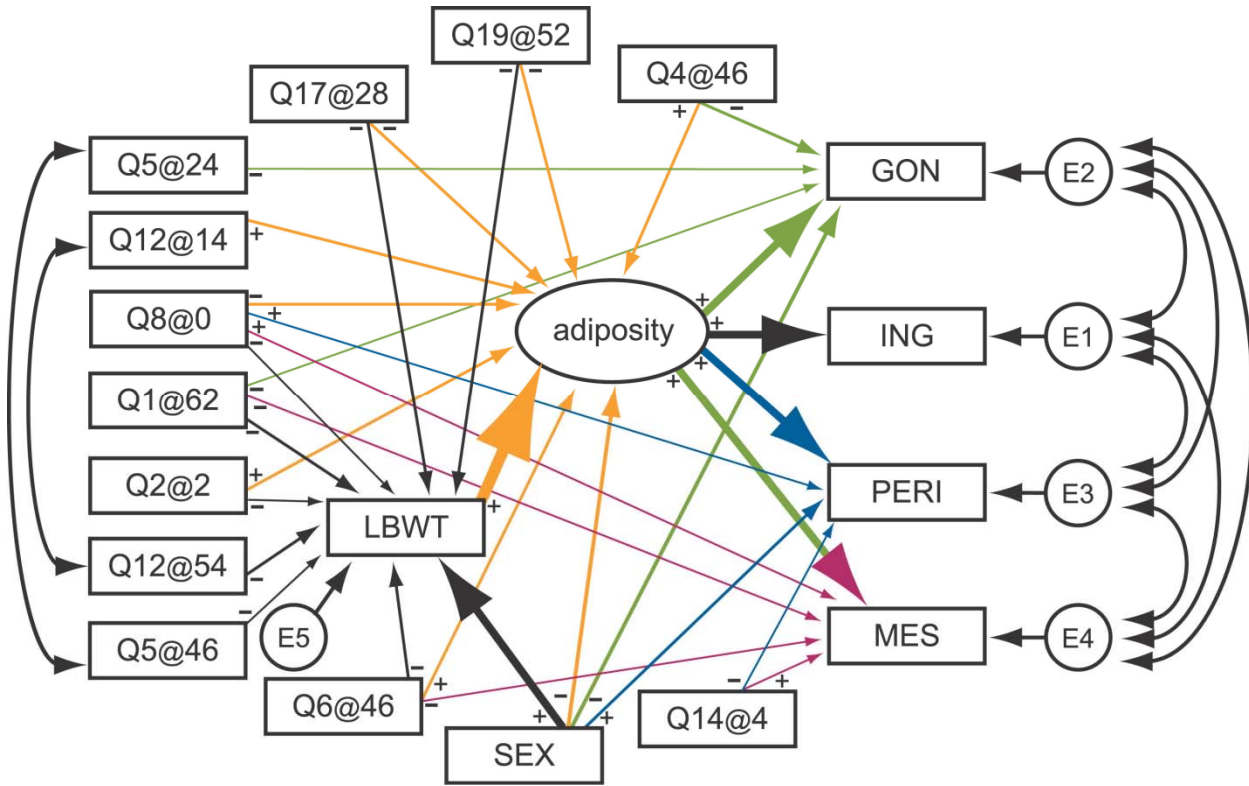 Q19@52
Q4@46
Q17@28
Q5@24
GON
E2
Q12@14
Q8@0
adiposity
ING
E1
Q1@62
Q2@2
LBWT
PERI
E3
Q12@54
Q5@46
E5
MES
E4
Q6@46
Q14@4
SEX